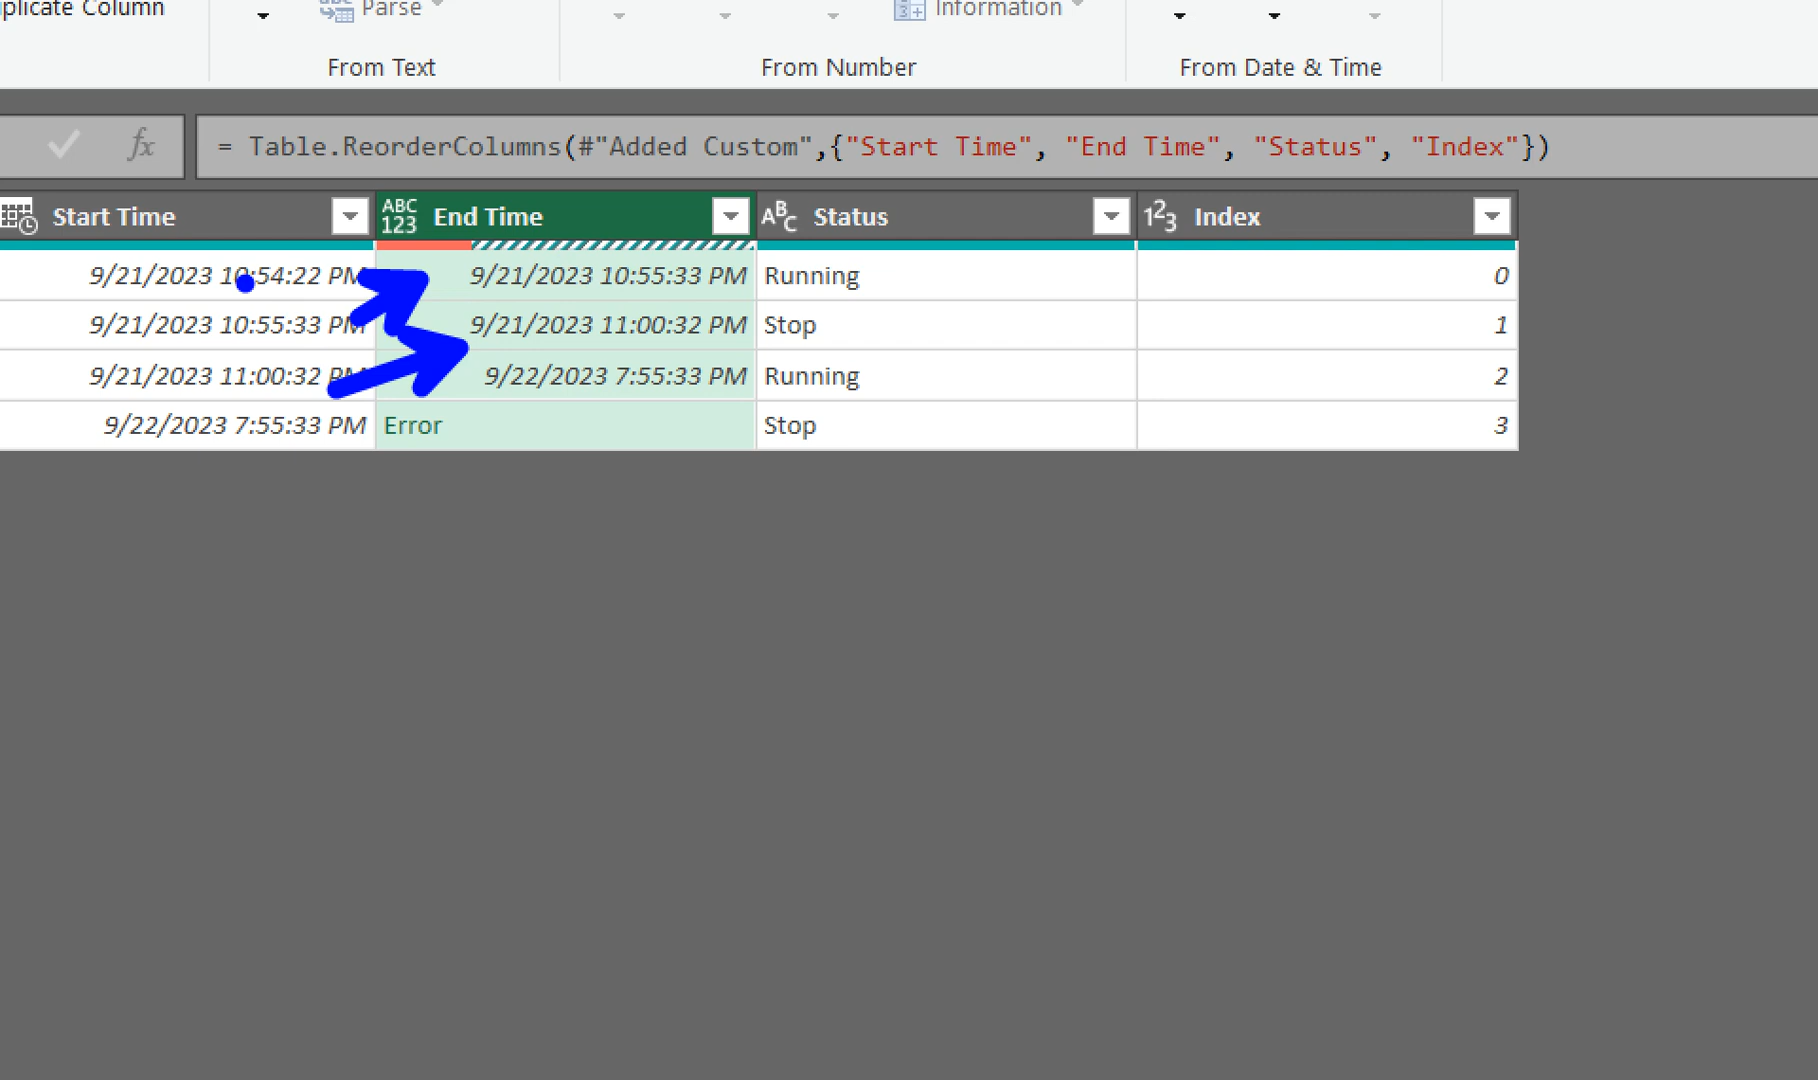 plicate Column
Parse
Information
From Text
From Number
From Date & Time
fx
= Table.ReorderColumns(#"Added Custom",{"Start Time", "End Time", "Status", "Index"})
Start Time ABC 123 End Time ABC Status 123 Index
9/21/2023 10:54:22 PM 9/21/2023 10:55:33 PM Running 0
9/21/2023 10:55:33 PM 9/21/2023 11:00:32 PM Stop 1
9/21/2023 11:00:32 PM 9/22/2023 7:55:33 PM Running 2
9/22/2023 7:55:33 PM Error Stop 3